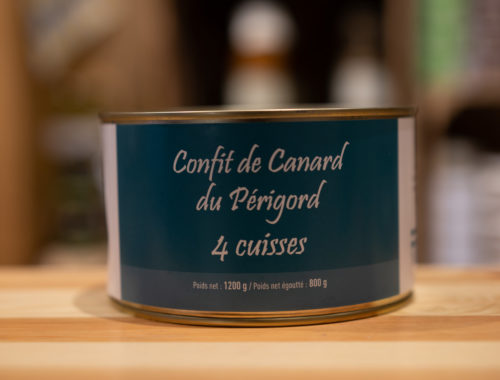 Confit de Canard
du Périgord
4 cuisses
Poids net : 1200 g / Poids net égoutté : 800 g